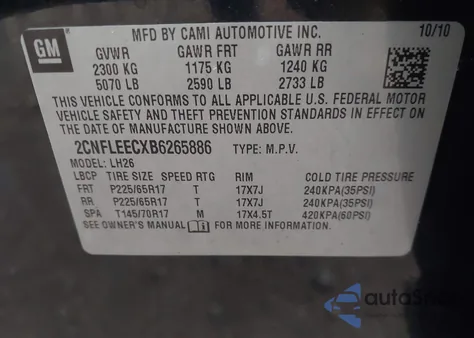 GM
MFD BY CAMI AUTOMOTIVE INC. 10/10
GVWR GAWR FRT GAWR RR
2300 KG 1175 KG 1240 KG
5070 LB 2590 LB 2733 LB
THIS VEHICLE CONFORMS TO ALL APPLICABLE U.S. FEDERAL MOTOR
VEHICLE SAFETY AND THEFT PREVENTION STANDARDS IN EFFECT ON
THE DATE OF MANUFACTURE SHOWN ABOVE.
2CNFLEECXB6265886 TYPE: M.P.V.
MODEL: LH26
LBCP TIRE SIZE SPEED RTG RIM COLD TIRE PRESSURE
FRT P225/65R17 T 17X7J 240KPA(35PSI)
RR P225/65R17 T 17X7J 240KPA(35PSI)
SPA T145/70R17 M 17X4.5T 420KPA(60PSI)
SEE OWNER'S MANUAL FOR MORE INFORMATION.